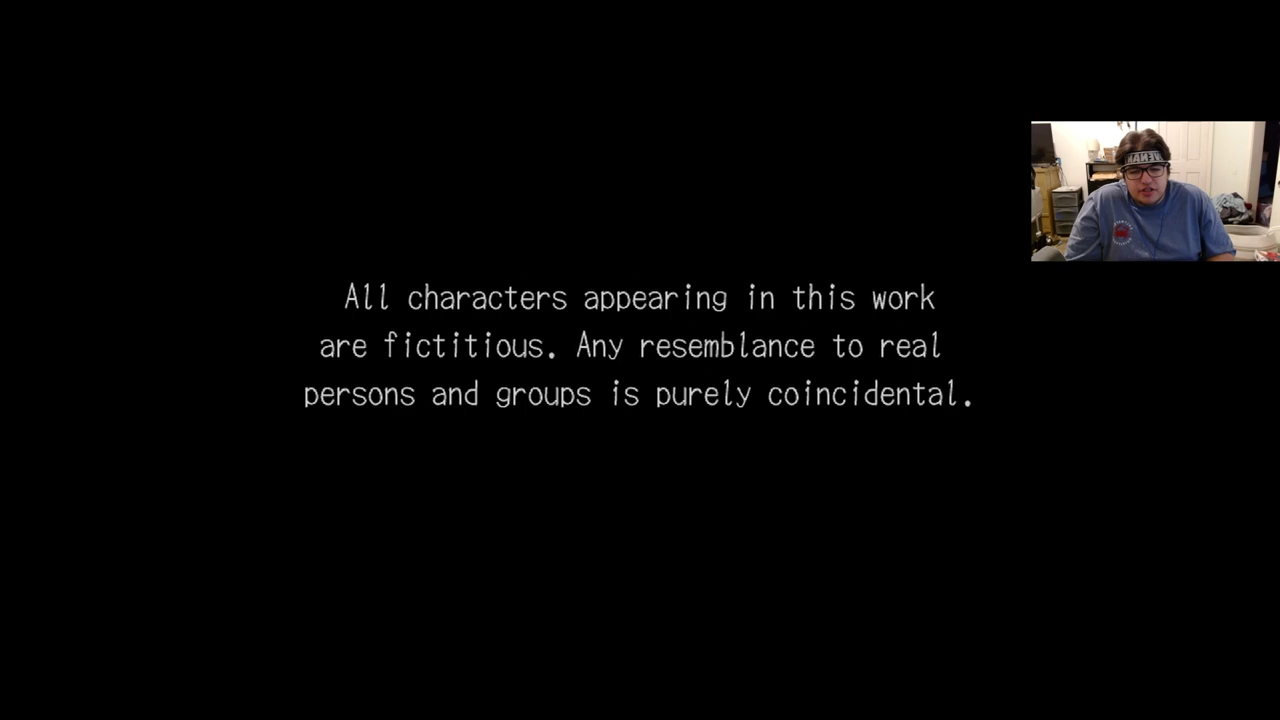 All characters appearing in this work
are fictitious. Any resemblance to real
persons and groups is purely coincidental.